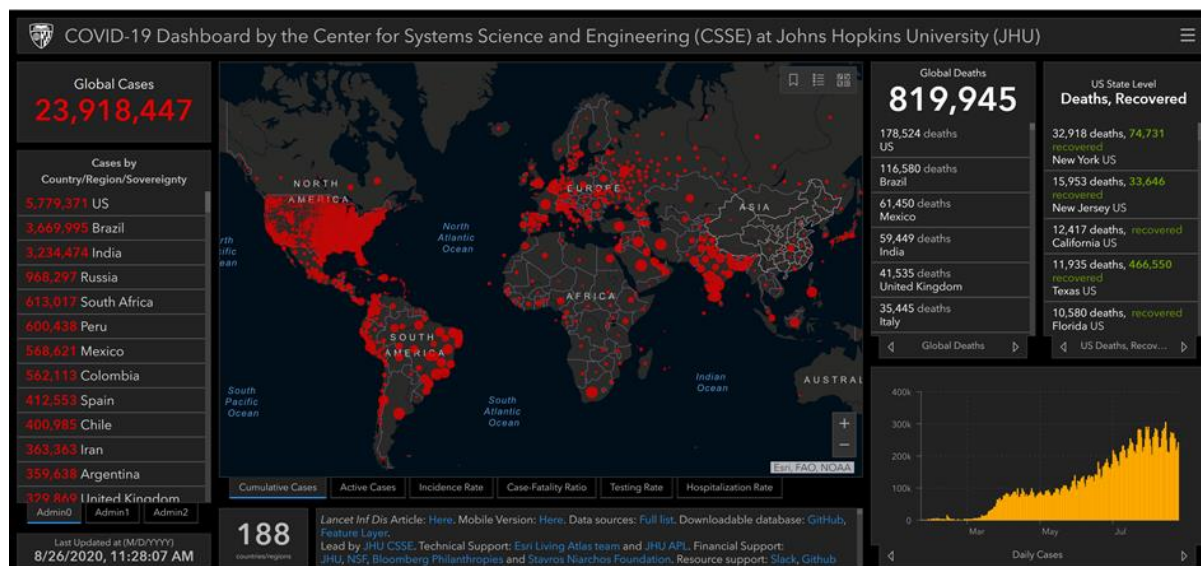 COVID-19 Dashboard by the Center for Systems Science and Engineering (CSSE) at Johns Hopkins University (JHU)
Global Cases
23,918,447
Cases by
Country/Region/Sovereignty
5,779,371 US
3,669,995 Brazil
3,234,474 India
968,297 Russia
613,017 South Africa
600,438 Peru
568,621 Mexico
562,113 Colombia
412,553 Spain
400,985 Chile
363,363 Iran
359,638 Argentina
329,869 United Kingdom
Admin0 Admin1 Admin2
Last Updated at (M/D/YYYY)
8/26/2020, 11:28:07 AM
NORTH
AMERICA
EUROPE
ASIA
North
Atlantic
Ocean
AFRICA
SOUTH
AMERICA
Indian
Ocean
AUSTRAL
South
Pacific
Ocean
South
Atlantic
Ocean
rth
ific
ean
+
−
Esri, FAO, NOAA
Cumulative Cases Active Cases Incidence Rate Case-Fatality Ratio Testing Rate Hospitalization Rate
188
countries/regions
Lancet Inf Dis Article: Here. Mobile Version: Here. Data sources: Full list. Downloadable database: GitHub,
Feature Layer.
Lead by JHU CSSE. Technical Support: Esri Living Atlas team and JHU APL. Financial Support:
JHU, NSF, Bloomberg Philanthropies and Stavros Niarchos Foundation. Resource support: Slack, Github
Global Deaths
819,945
178,524 deaths
US
116,580 deaths
Brazil
61,450 deaths
Mexico
59,449 deaths
India
41,535 deaths
United Kingdom
35,445 deaths
Italy
Global Deaths
US State Level
Deaths, Recovered
32,918 deaths, 74,731
recovered
New York US
15,953 deaths, 33,646
recovered
New Jersey US
12,417 deaths, recovered
California US
11,935 deaths, 466,550
recovered
Texas US
10,580 deaths, recovered
Florida US
US Deaths, Recov...
400k
300k
200k
100k
0
Mar May Jul
Daily Cases